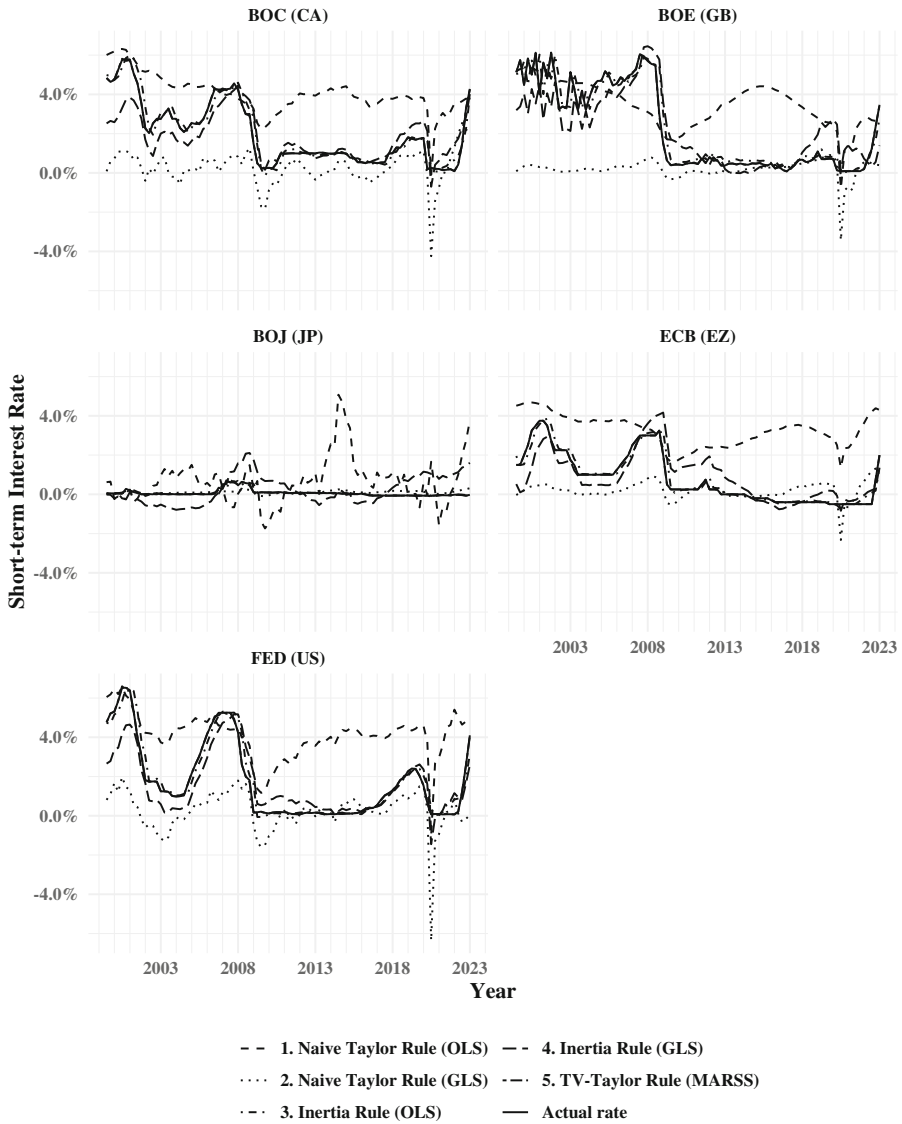 BOC (CA) BOE (GB)
4.0%
0.0%
-4.0%
BOJ (JP) ECB (EZ)
4.0%
0.0%
-4.0%
2003 2008 2013 2018 2023
FED (US)
4.0%
0.0%
-4.0%
2003 2008 2013 2018 2023
Short-term Interest Rate
Year
1. Naive Taylor Rule (OLS) 4. Inertia Rule (GLS)
2. Naive Taylor Rule (GLS) 5. TV-Taylor Rule (MARSS)
3. Inertia Rule (OLS) Actual rate